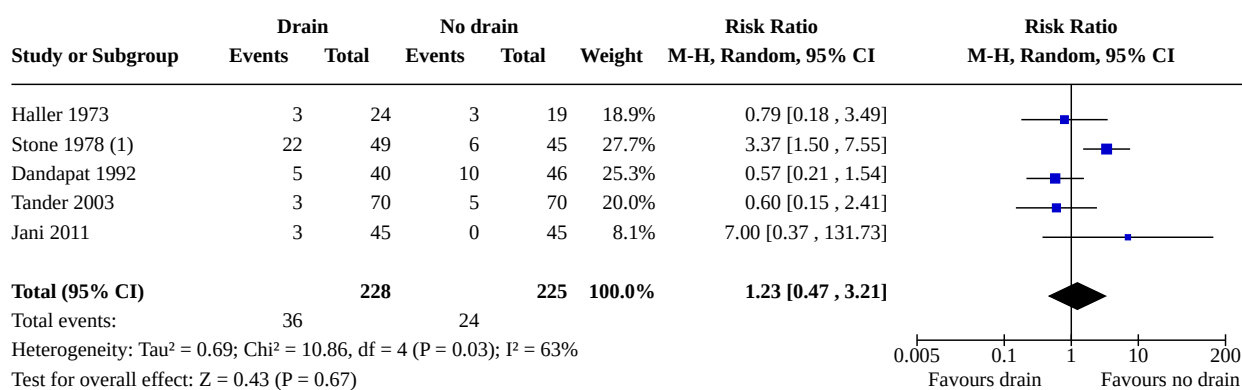 Drain No drain Risk Ratio Risk Ratio
Study or Subgroup Events Total Events Total Weight M-H, Random, 95% CI M-H, Random, 95% CI
Haller 1973 3 24 3 19 18.9% 0.79 [0.18 , 3.49]
Stone 1978 (1) 22 49 6 45 27.7% 3.37 [1.50 , 7.55]
Dandapat 1992 5 40 10 46 25.3% 0.57 [0.21 , 1.54]
Tander 2003 3 70 5 70 20.0% 0.60 [0.15 , 2.41]
Jani 2011 3 45 0 45 8.1% 7.00 [0.37 , 131.73]
Total (95% CI) 228 225 100.0% 1.23 [0.47 , 3.21]
Total events: 36 24
Heterogeneity: Tau² = 0.69; Chi² = 10.86, df = 4 (P = 0.03); I² = 63%
0.005 0.1 1 10 200
Test for overall effect: Z = 0.43 (P = 0.67) Favours drain Favours no drain